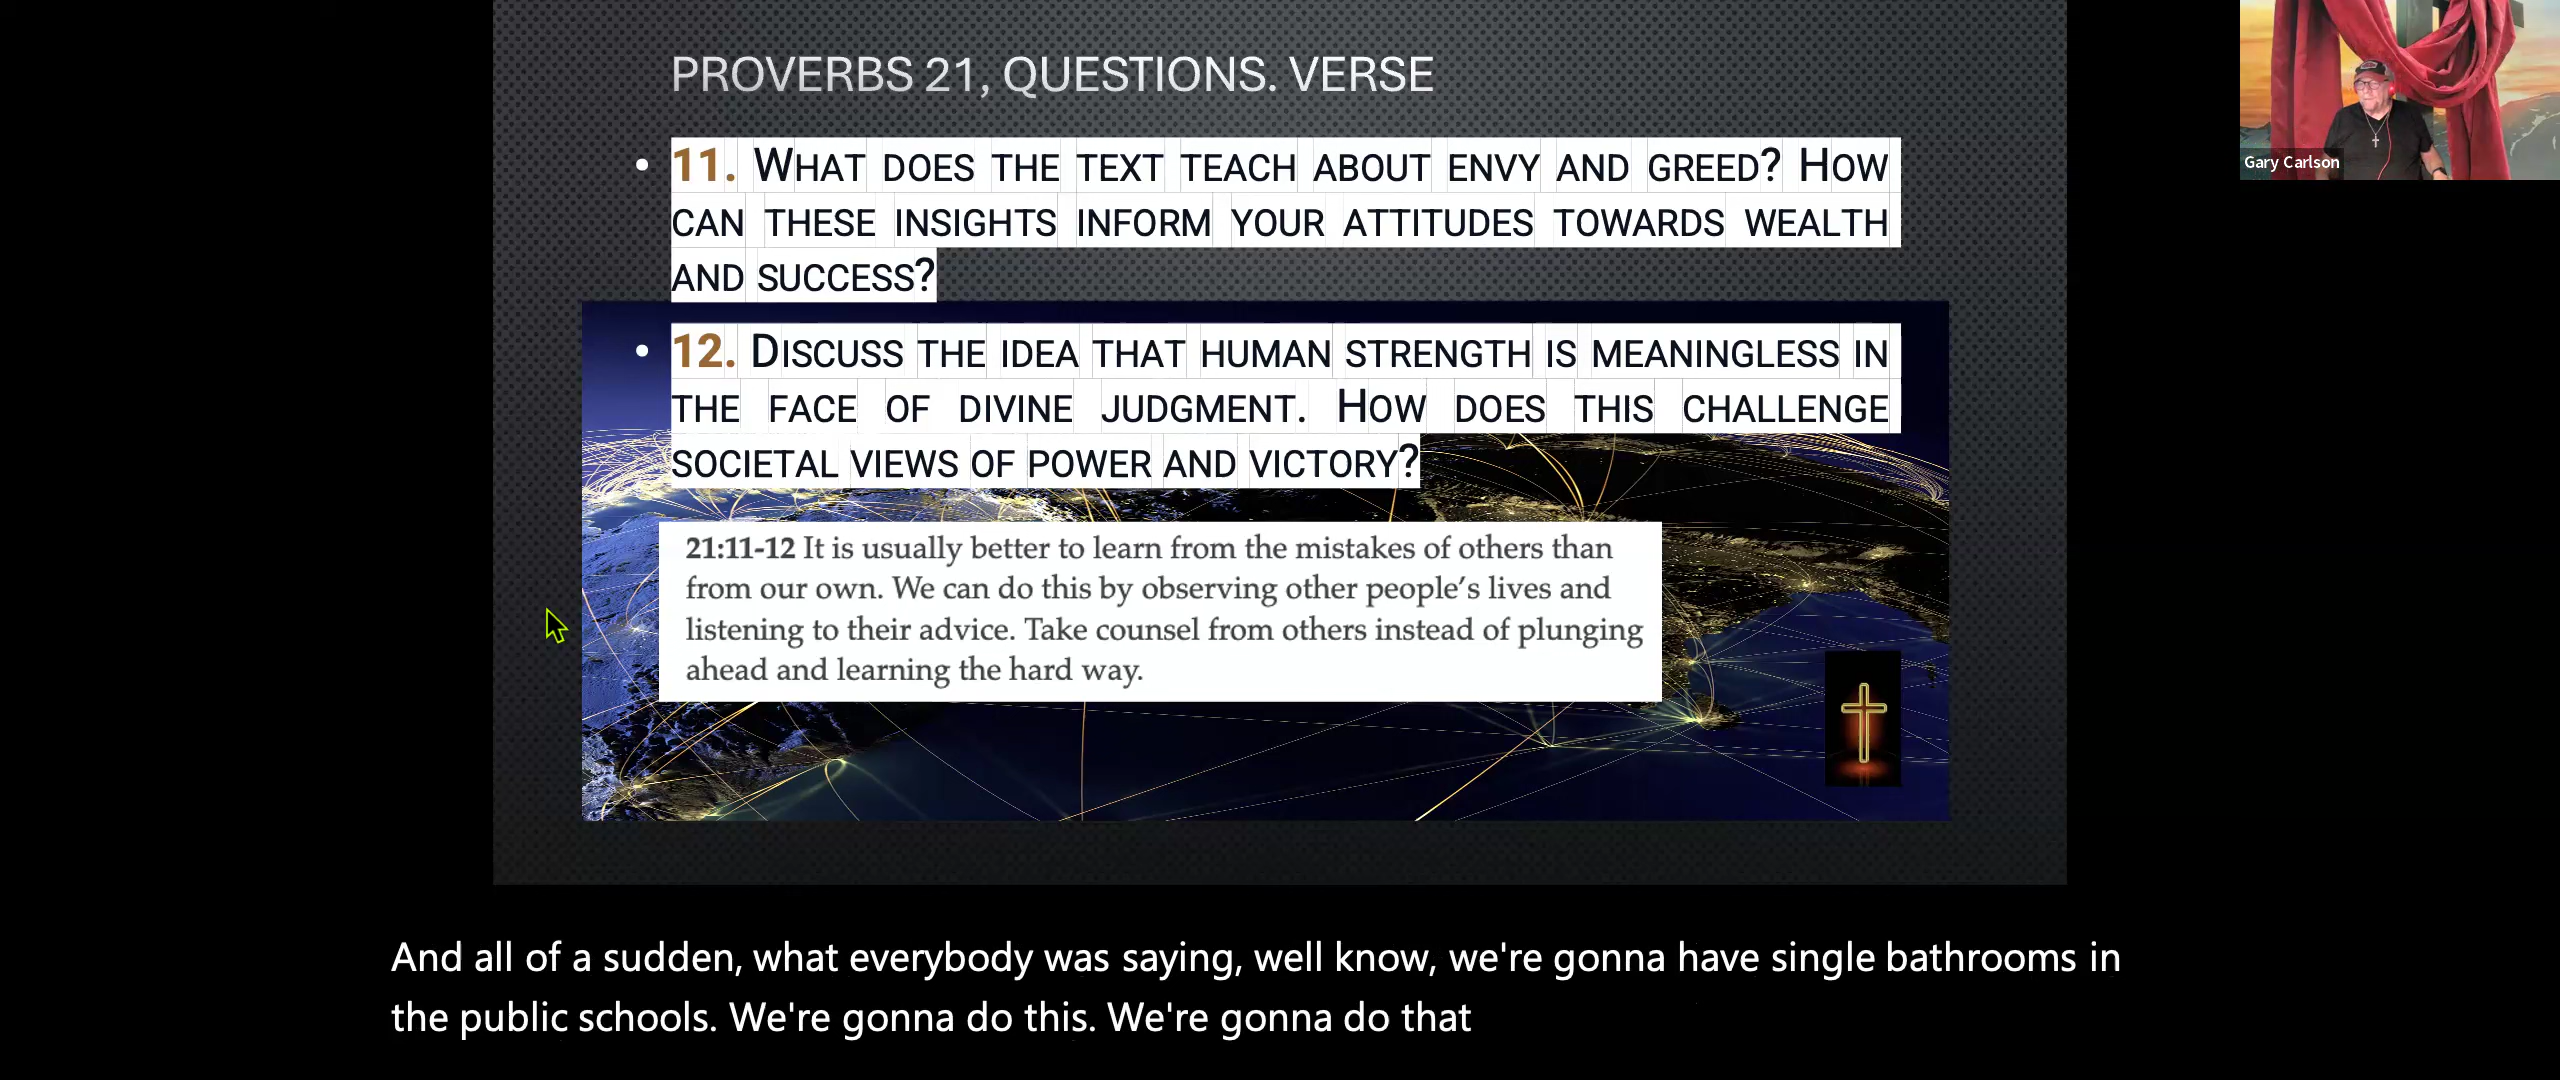 PROVERBS 21, QUESTIONS. VERSE
Gary Carlson
• 11. WHAT DOES THE TEXT TEACH ABOUT ENVY AND GREED? HOW
CAN THESE INSIGHTS INFORM YOUR ATTITUDES TOWARDS WEALTH
AND SUCCESS?
• 12. DISCUSS THE IDEA THAT HUMAN STRENGTH IS MEANINGLESS IN
THE FACE OF DIVINE JUDGMENT. HOW DOES THIS CHALLENGE
SOCIETAL VIEWS OF POWER AND VICTORY?
21:11-12 It is usually better to learn from the mistakes of others than
from our own. We can do this by observing other people's lives and
listening to their advice. Take counsel from others instead of plunging
ahead and learning the hard way.
And all of a sudden, what everybody was saying, well know, we're gonna have single bathrooms in
the public schools. We're gonna do this. We're gonna do that